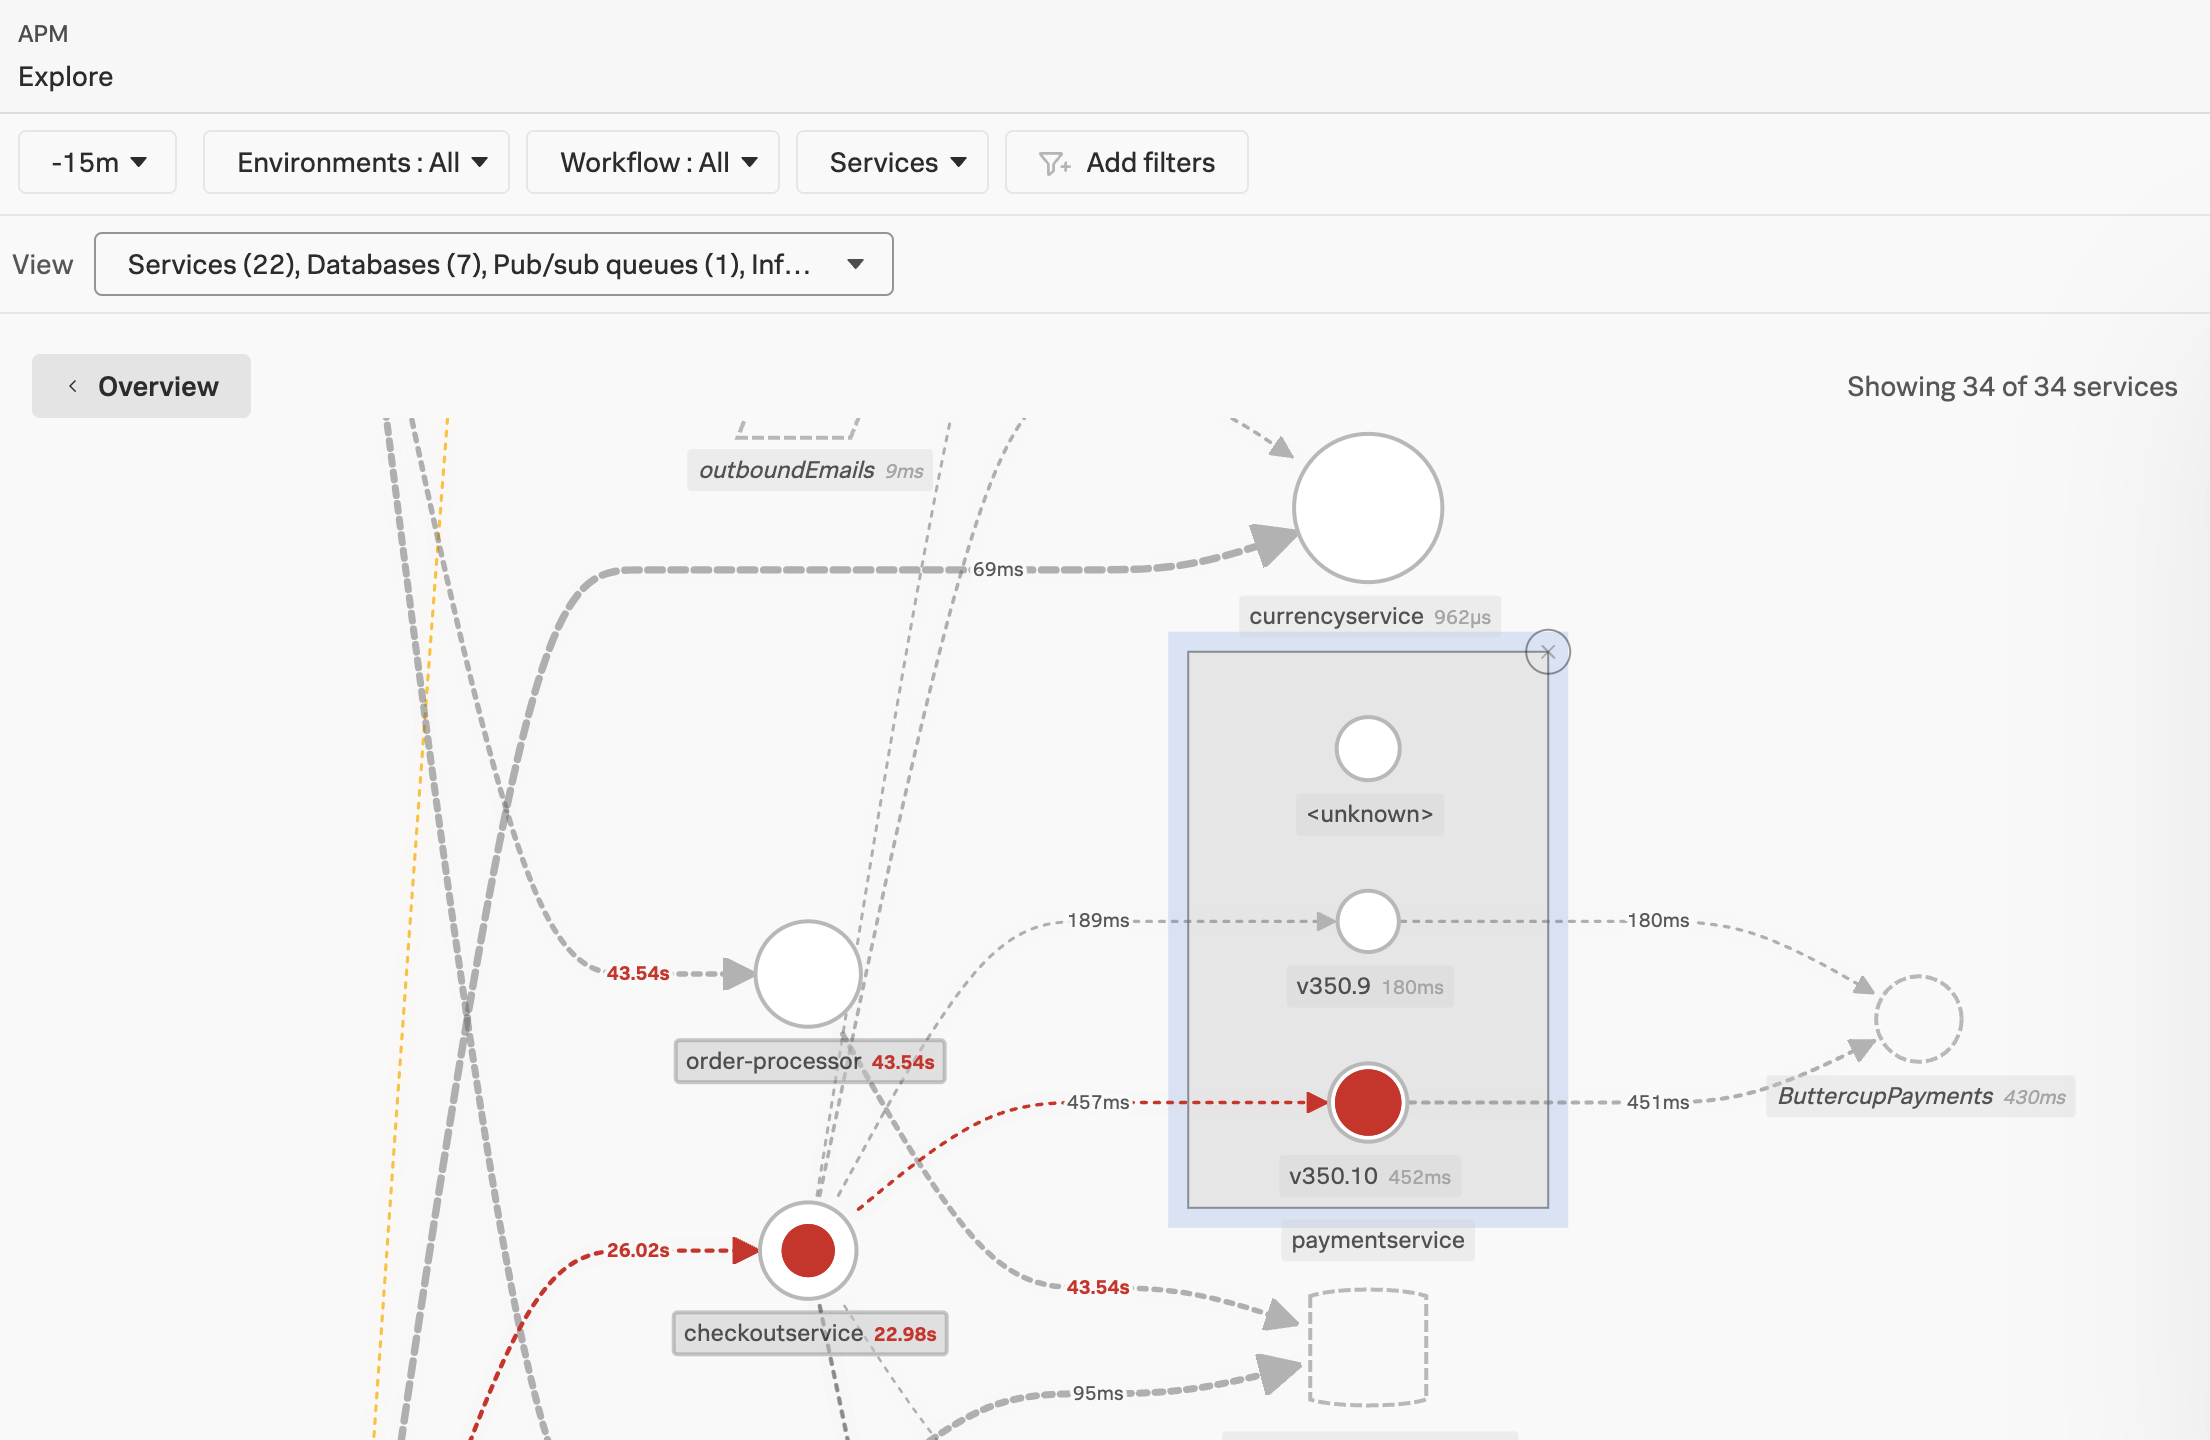 APM
Explore
-15m
Environments : All
Workflow : All
Services
Add filters
View
Services (22), Databases (7), Pub/sub queues (1), Inf...
Overview
Showing 34 of 34 services
outboundEmails 9ms
69ms
currencyservice 962µs
<unknown>
189ms
180ms
43.54s
v350.9 180ms
order-processor 43.54s
457ms
451ms
ButtercupPayments 430ms
v350.10 452ms
26.02s
paymentservice
43.54s
checkoutservice 22.98s
95ms